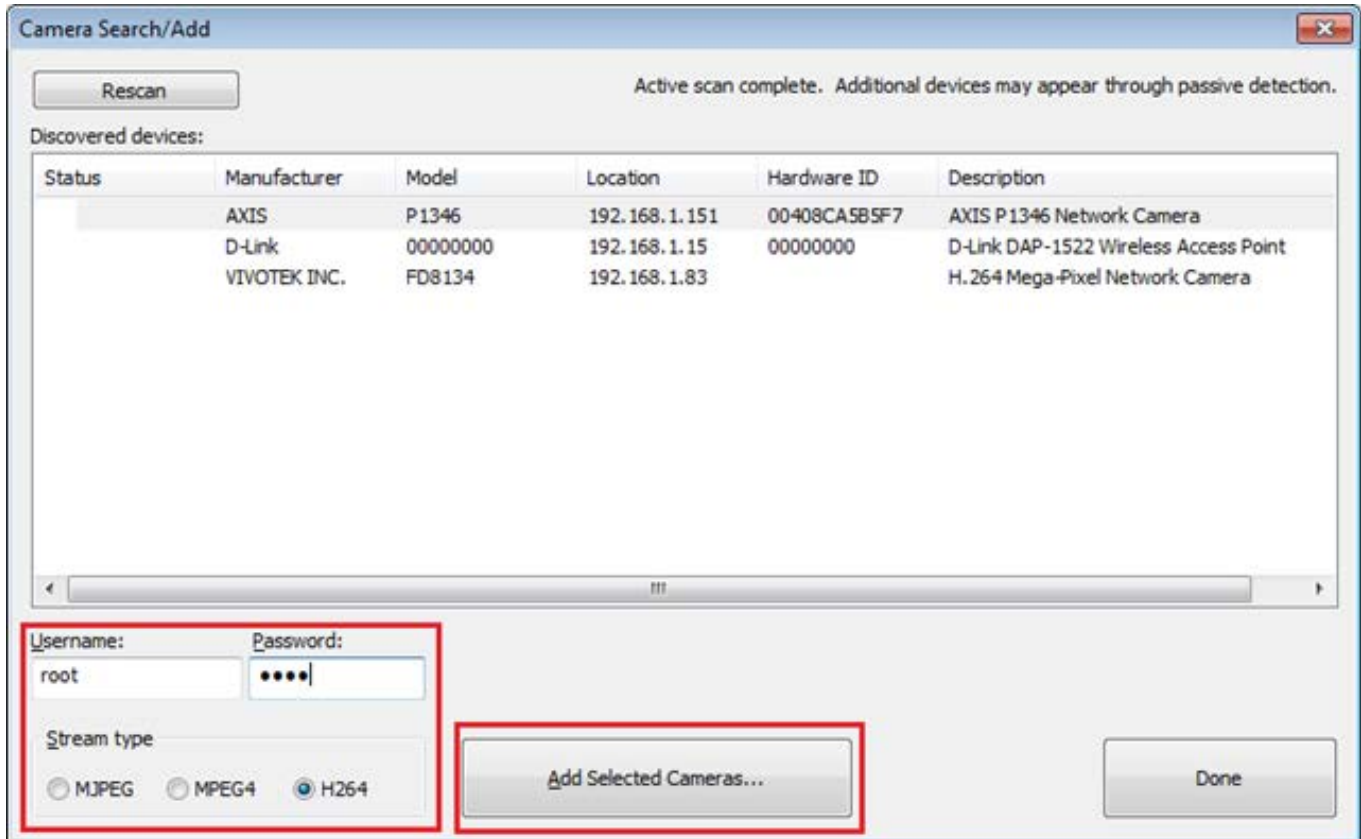 Camera Search/Add
Rescan
Active scan complete. Additional devices may appear through passive detection.
Discovered devices:
Status Manufacturer Model Location Hardware ID Description
AXIS P1346 192.168.1.151 00408CA5B5F7 AXIS P1346 Network Camera
D-Link 00000000 192.168.1.15 00000000 D-Link DAP-1522 Wireless Access Point
VIVOTEK INC. FD8134 192.168.1.83 H.264 Mega-Pixel Network Camera
Username: Password:
root ••••
Stream type
MJPEG MPEG4 H264
Add Selected Cameras...
Done